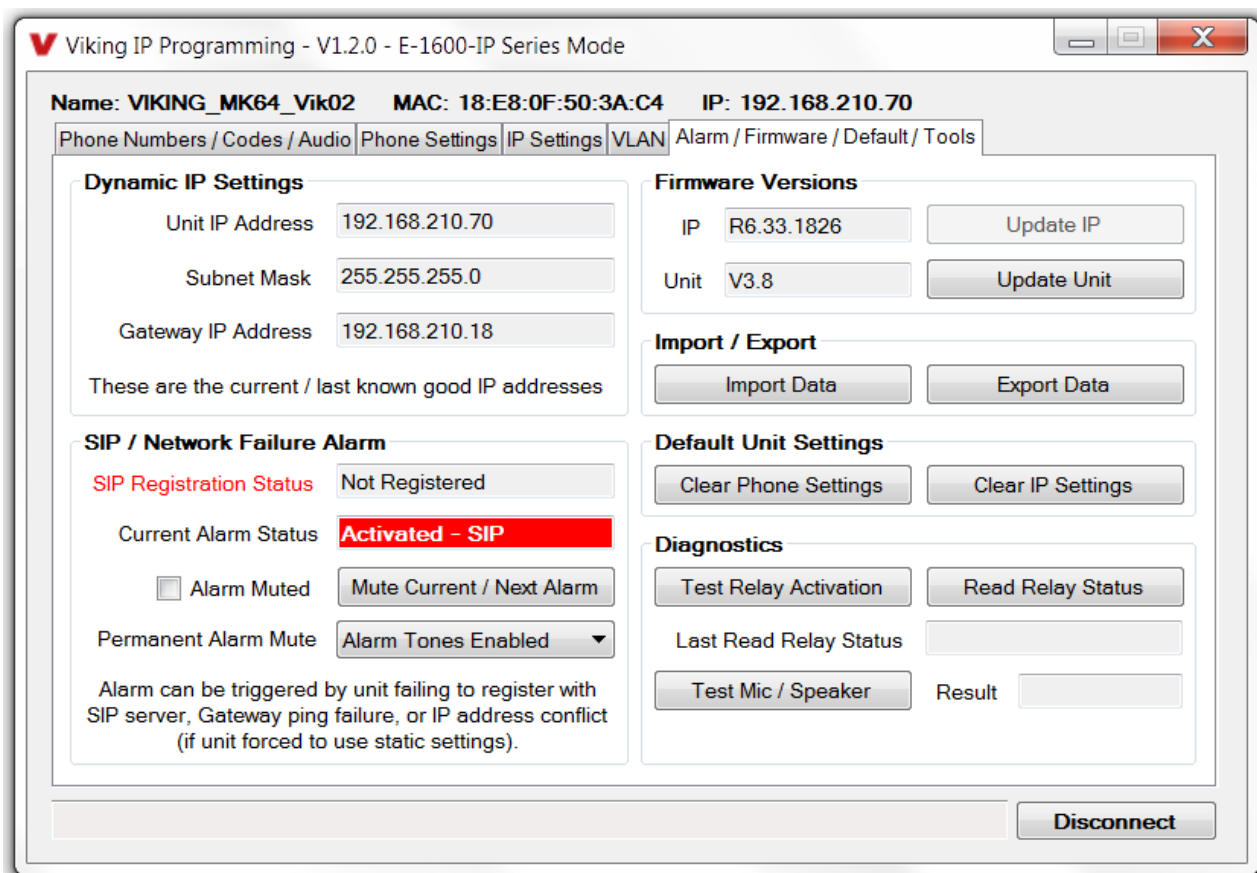 Viking IP Programming - V1.2.0 - E-1600-IP Series Mode
Name: VIKING_MK64_Vik02 MAC: 18:E8:0F:50:3A:C4 IP: 192.168.210.70
Phone Numbers / Codes / Audio Phone Settings IP Settings VLAN Alarm / Firmware / Default / Tools
Dynamic IP Settings
Unit IP Address 192.168.210.70
Subnet Mask 255.255.255.0
Gateway IP Address 192.168.210.18
These are the current / last known good IP addresses
SIP / Network Failure Alarm
SIP Registration Status Not Registered
Current Alarm Status Activated - SIP
Alarm Muted Mute Current / Next Alarm
Permanent Alarm Mute Alarm Tones Enabled
Alarm can be triggered by unit failing to register with
SIP server, Gateway ping failure, or IP address conflict
(if unit forced to use static settings).
Firmware Versions
IP R6.33.1826 Update IP
Unit V3.8 Update Unit
Import / Export
Import Data Export Data
Default Unit Settings
Clear Phone Settings Clear IP Settings
Diagnostics
Test Relay Activation Read Relay Status
Last Read Relay Status
Test Mic / Speaker Result
Disconnect